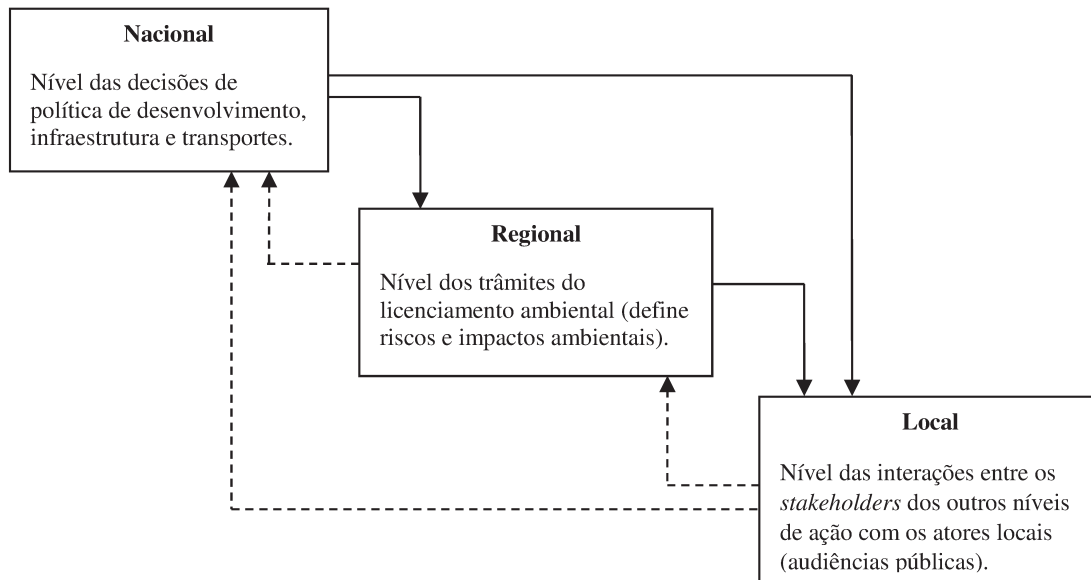 Nacional
Nível das decisões de
política de desenvolvimento,
infraestrutura e transportes.
Regional
Nível dos trâmites do
licenciamento ambiental (define
riscos e impactos ambientais).
Local
Nível das interações entre os
stakeholders dos outros níveis
de ação com os atores locais
(audiências públicas).